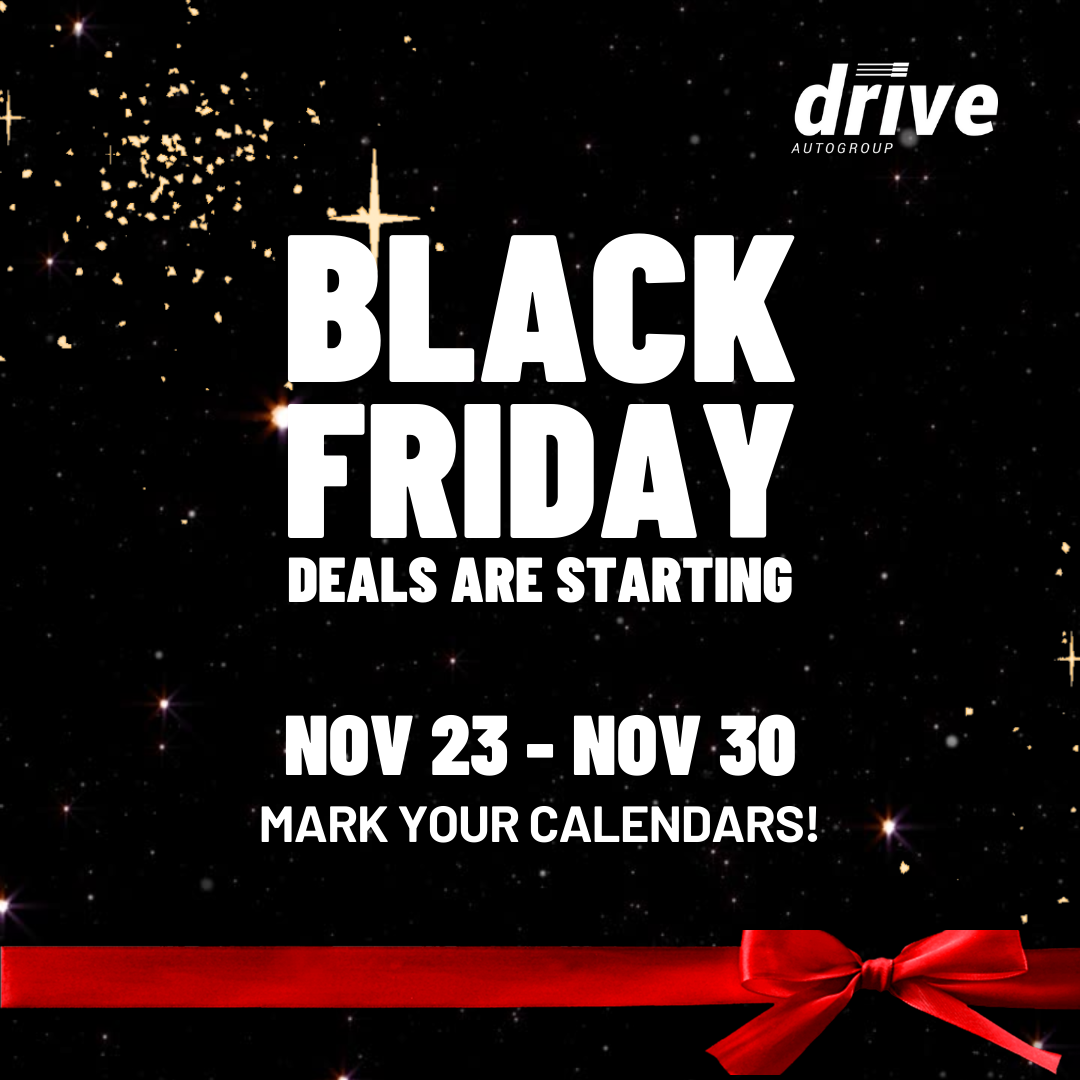 drive
AUTOGROUP
BLACK
FRIDAY
DEALS ARE STARTING
NOV 23 - NOV 30
MARK YOUR CALENDARS!